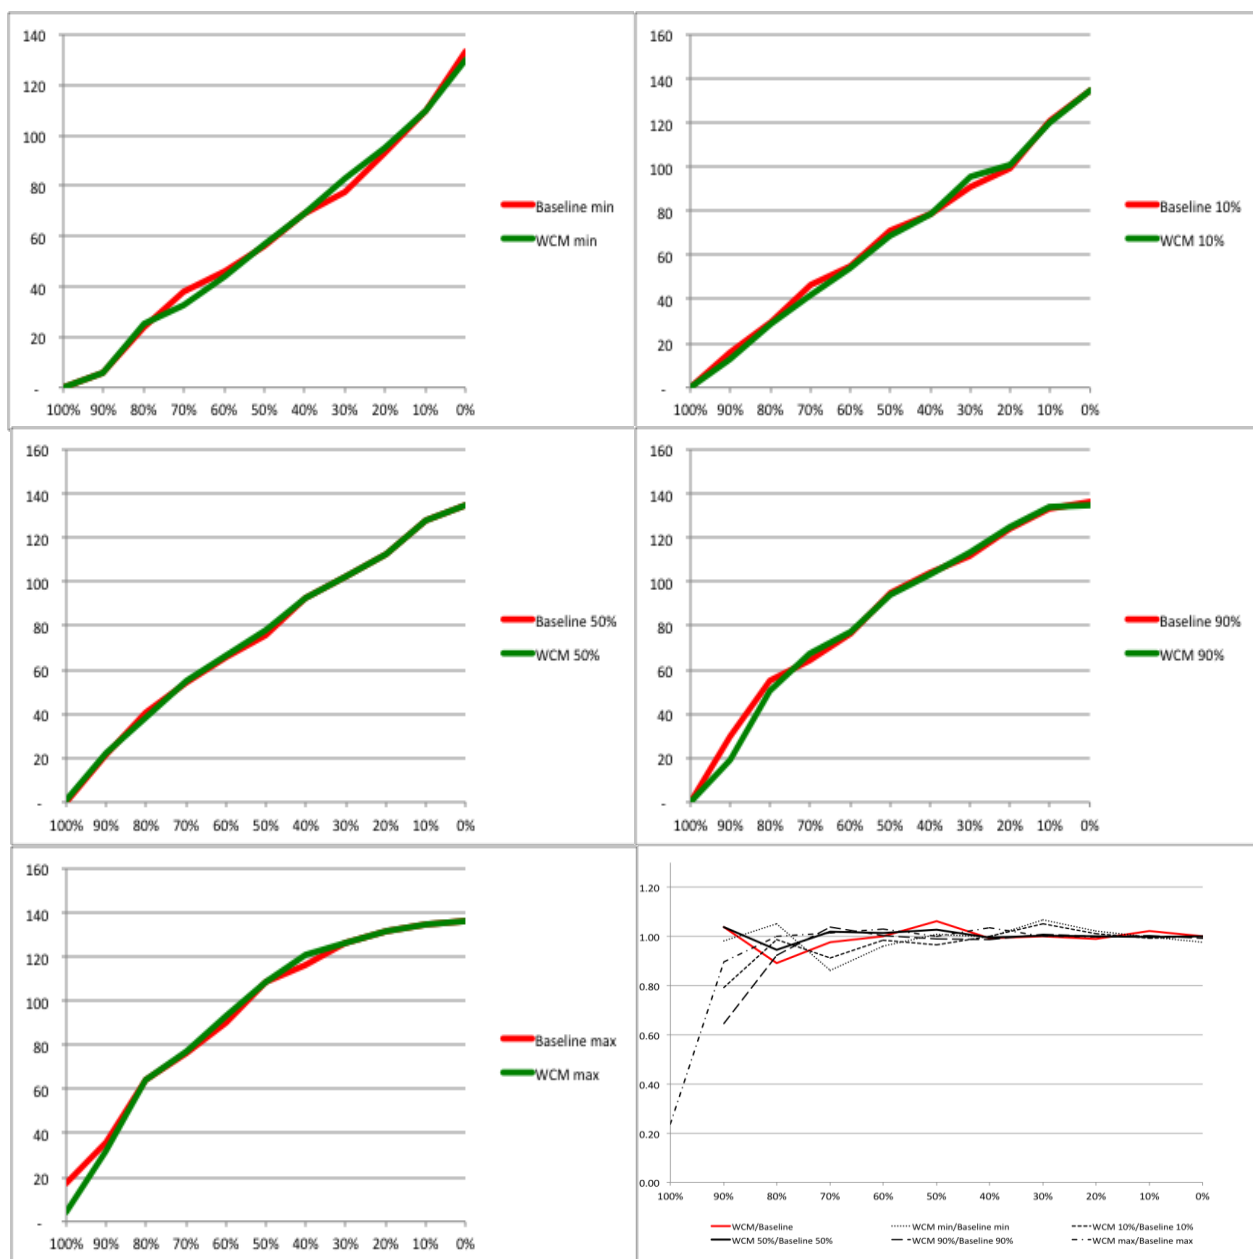 140
120
100
80
60
40
20
-
100% 90% 80% 70% 60% 50% 40% 30% 20% 10% 0%
Baseline min
WCM min
160
140
120
100
80
60
40
20
-
100% 90% 80% 70% 60% 50% 40% 30% 20% 10% 0%
Baseline 10%
WCM 10%
160
140
120
100
80
60
40
20
-
100% 90% 80% 70% 60% 50% 40% 30% 20% 10% 0%
Baseline 50%
WCM 50%
160
140
120
100
80
60
40
20
-
100% 90% 80% 70% 60% 50% 40% 30% 20% 10% 0%
Baseline 90%
WCM 90%
160
140
120
100
80
60
40
20
-
100% 90% 80% 70% 60% 50% 40% 30% 20% 10% 0%
Baseline max
WCM max
1.20
1.00
0.80
0.60
0.40
0.20
0.00
100% 90% 80% 70% 60% 50% 40% 30% 20% 10% 0%
WCM/Baseline WCM min/Baseline min WCM 10%/Baseline 10%
WCM 50%/Baseline 50% WCM 90%/Baseline 90% WCM max/Baseline max